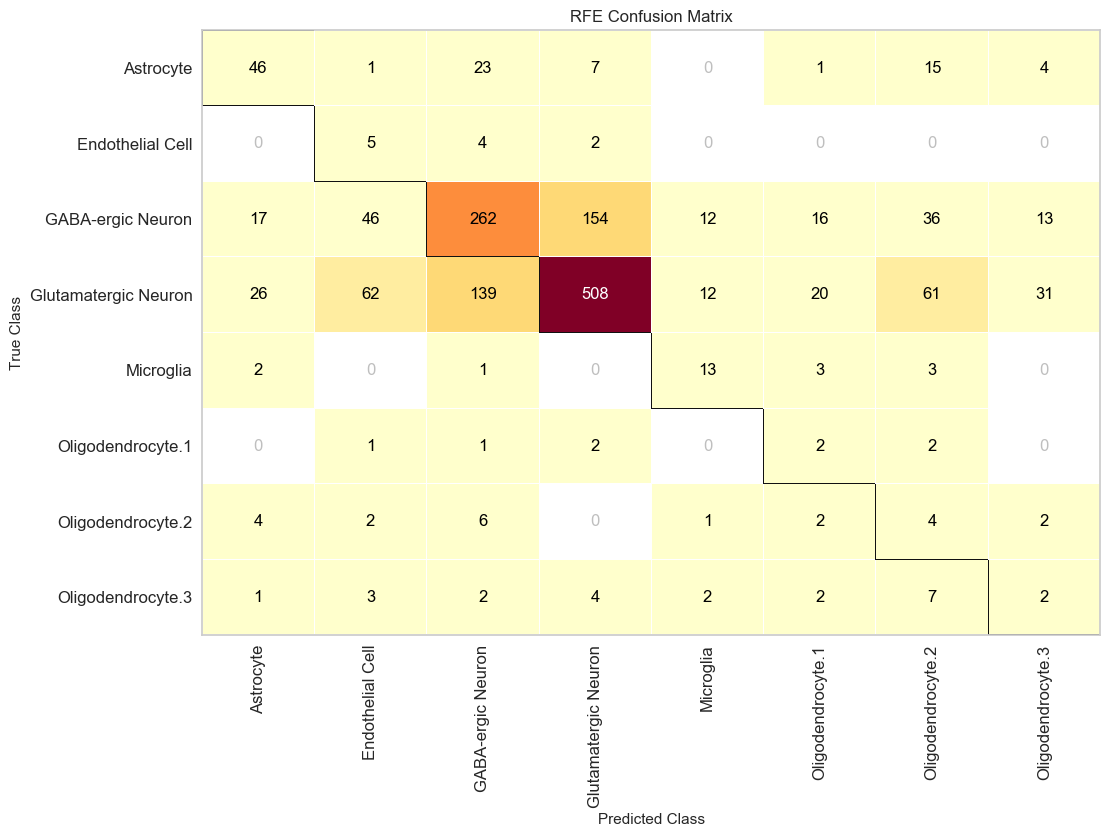 RFE Confusion Matrix
True Class
Astrocyte 46 1 23 7 0 1 15 4
Endothelial Cell 0 5 4 2 0 0 0 0
GABA-ergic Neuron 17 46 262 154 12 16 36 13
Glutamatergic Neuron 26 62 139 508 12 20 61 31
Microglia 2 0 1 0 13 3 3 0
Oligodendrocyte.1 0 1 1 2 0 2 2 0
Oligodendrocyte.2 4 2 6 0 1 2 4 2
Oligodendrocyte.3 1 3 2 4 2 2 7 2
Astrocyte
Endothelial Cell
GABA-ergic Neuron
Glutamatergic Neuron
Microglia
Oligodendrocyte.1
Oligodendrocyte.2
Oligodendrocyte.3
Predicted Class